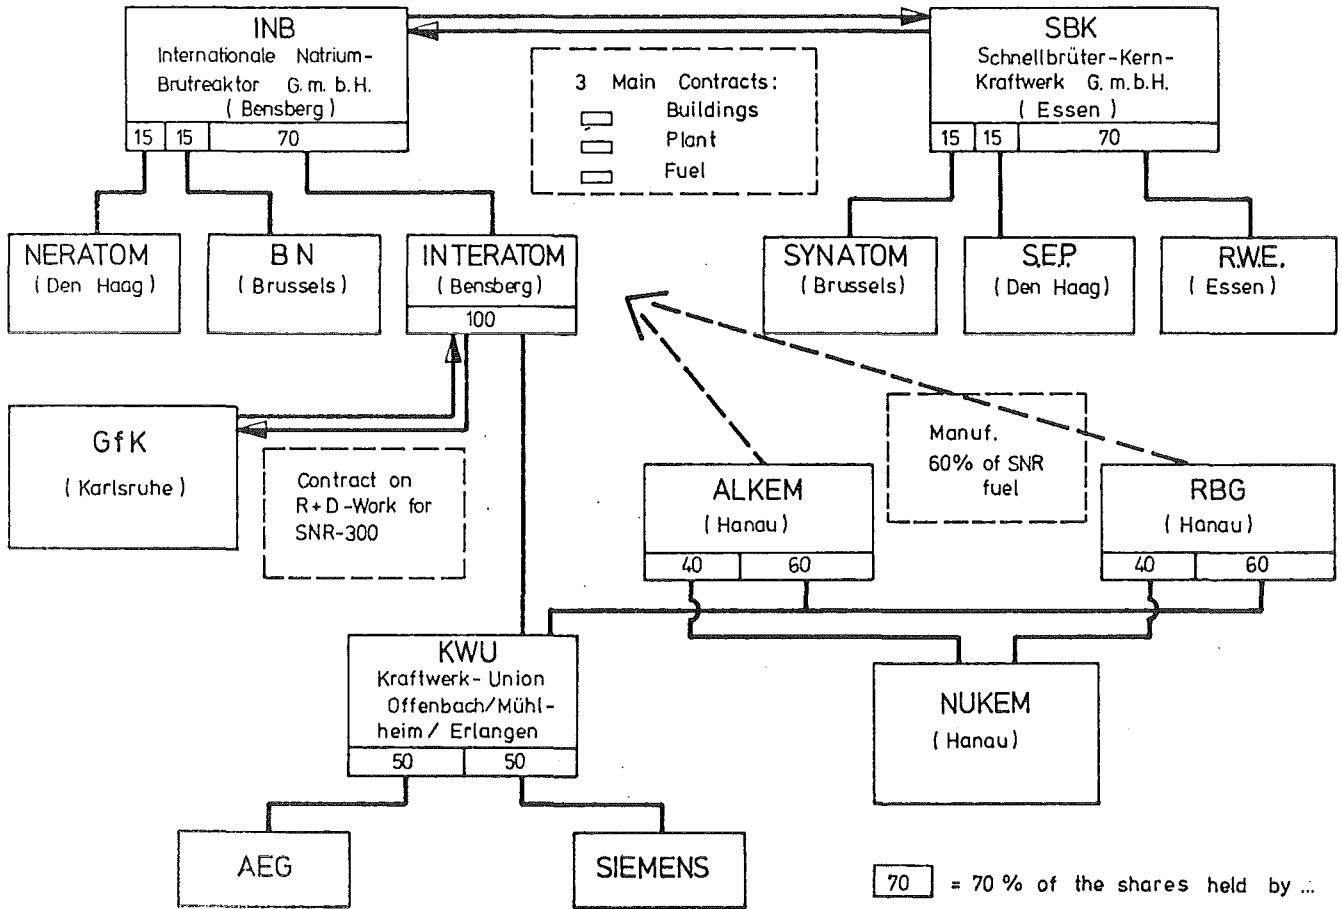 INB
Internationale Natrium-
Brutreaktor G.m.b.H.
(Bensberg)
15 15 70
3 Main Contracts:
Buildings
Plant
Fuel
SBK
Schnellbrüter-Kern-
Kraftwerk G.m.b.H.
(Essen)
15 15 70
NERATOM
(Den Haag)
BN
(Brussels)
INTERATOM
(Bensberg)
100
SYNATOM
(Brussels)
S.E.P.
(Den Haag)
R.W.E.
(Essen)
GfK
(Karlsruhe)
Contract on
R+D-Work for
SNR-300
Manuf.
60% of SNR
fuel
ALKEM
(Hanau)
40 60
RBG
(Hanau)
40 60
KWU
Kraftwerk-Union
Offenbach/Mühl-
heim/Erlangen
50 50
NUKEM
(Hanau)
AEG
SIEMENS
70 = 70% of the shares held by ...